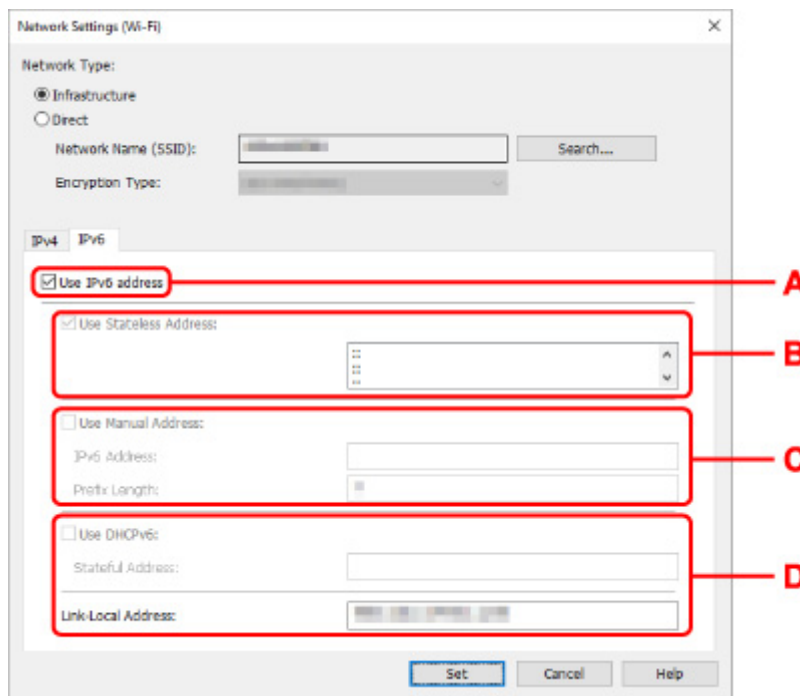 Network Settings (Wi-Fi)
Network Type:
Infrastructure
Direct
Network Name (SSID):
Search...
Encryption Type:
IPv4 IPv6
Use IPv6 address
A
Use Stateless Address:
::
::
::
B
Use Manual Address:
IPv6 Address:
C
Prefix Length:
Use DHCPv6:
Stateful Address:
D
Link-Local Address:
Set Cancel Help